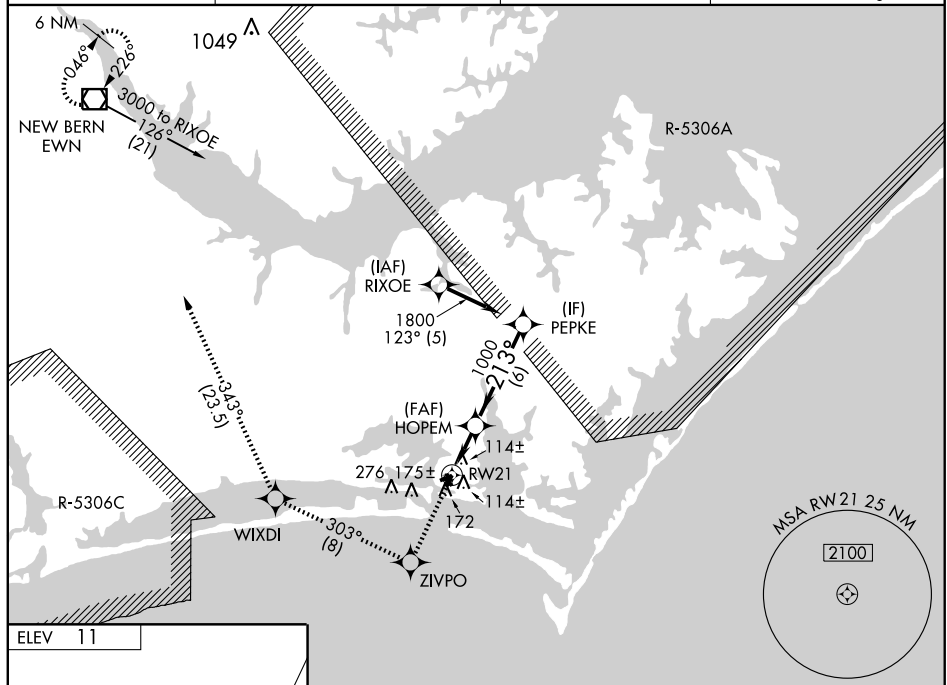 6 NM
046°
226°
1049
NEW BERN
EWN
3000 to RIXOE
126°
(21)
R-5306A
(IAF)
RIXOE
1800
123° (5)
(IF)
PEPKE
1000
213°
(6)
(FAF)
HOPEM
343°
(23.5)
114±
276
175±
RW21
114±
172
R-5306C
WIXDI
303°
(8)
ZIVPO
MSA RW21 25 NM
2100
ELEV 11